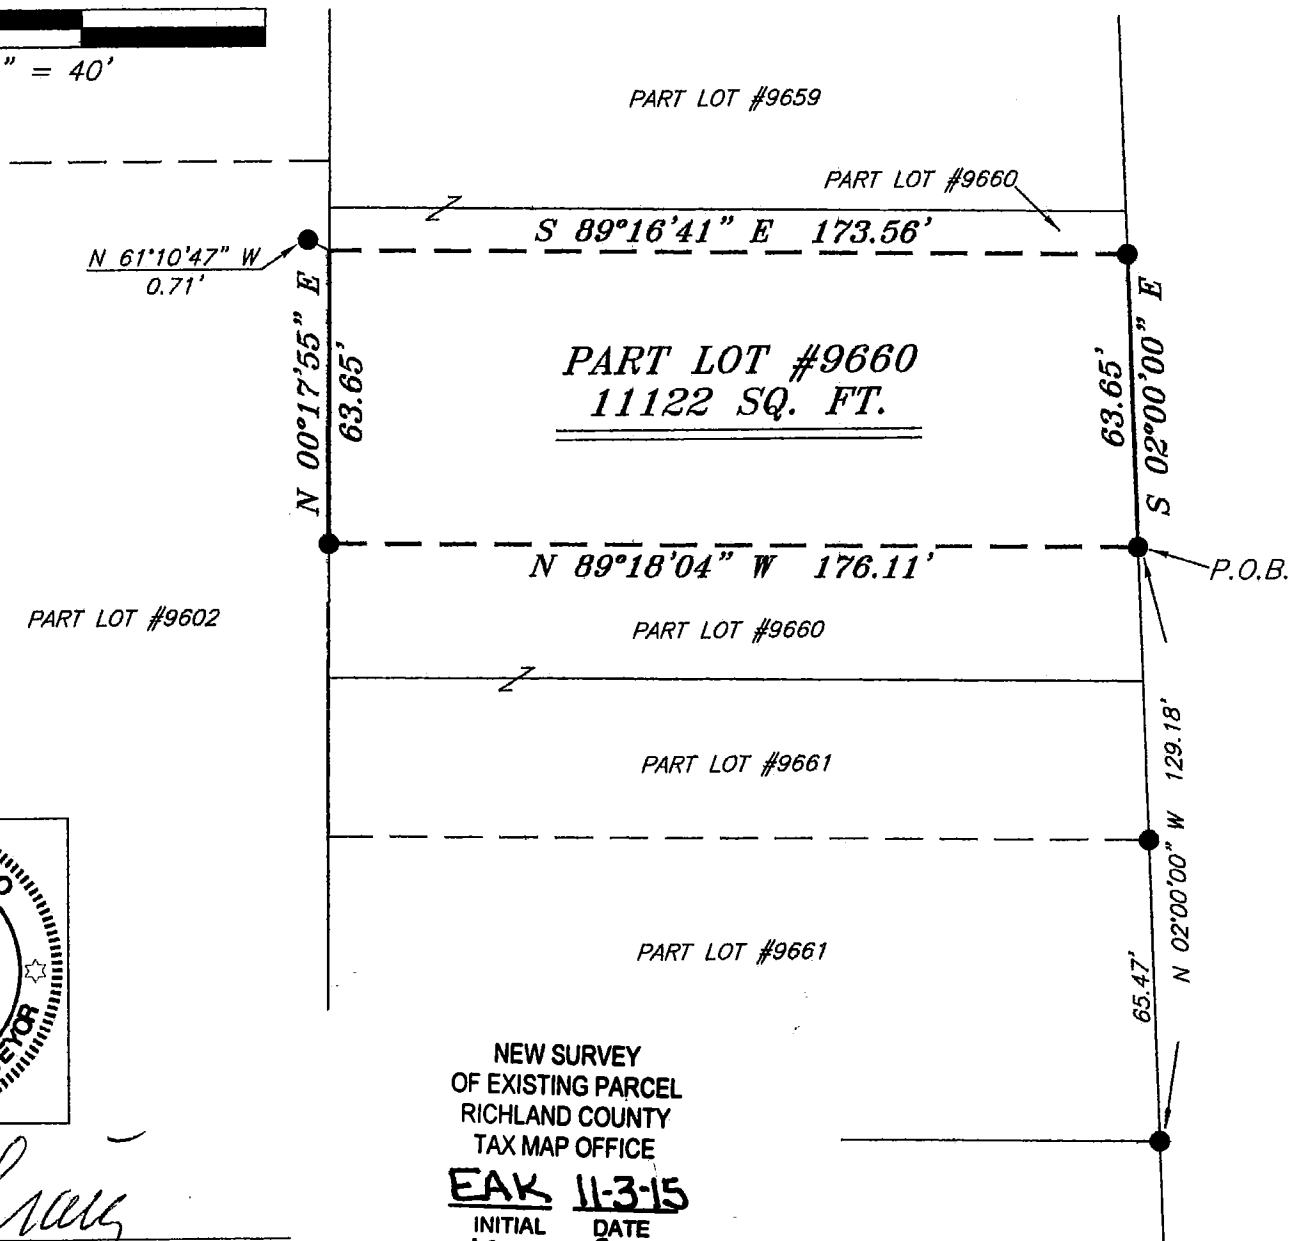 " = 40'
PART LOT #9659
PART LOT #9660
S 89°16'41" E 173.56'
N 61°10'47" W
0.71'
N 00°17'55" E
63.65'
PART LOT #9660
11122 SQ. FT.
63.65'
S 02°00'00" E
N 89°18'04" W 176.11'
P.O.B.
PART LOT #9602
PART LOT #9660
PART LOT #9661
N 02°00'00" W 129.18'
PART LOT #9661
65.47'
O
EYOR
NEW SURVEY
OF EXISTING PARCEL
RICHLAND COUNTY
TAX MAP OFFICE
EAK 11-3-15
INITIAL DATE